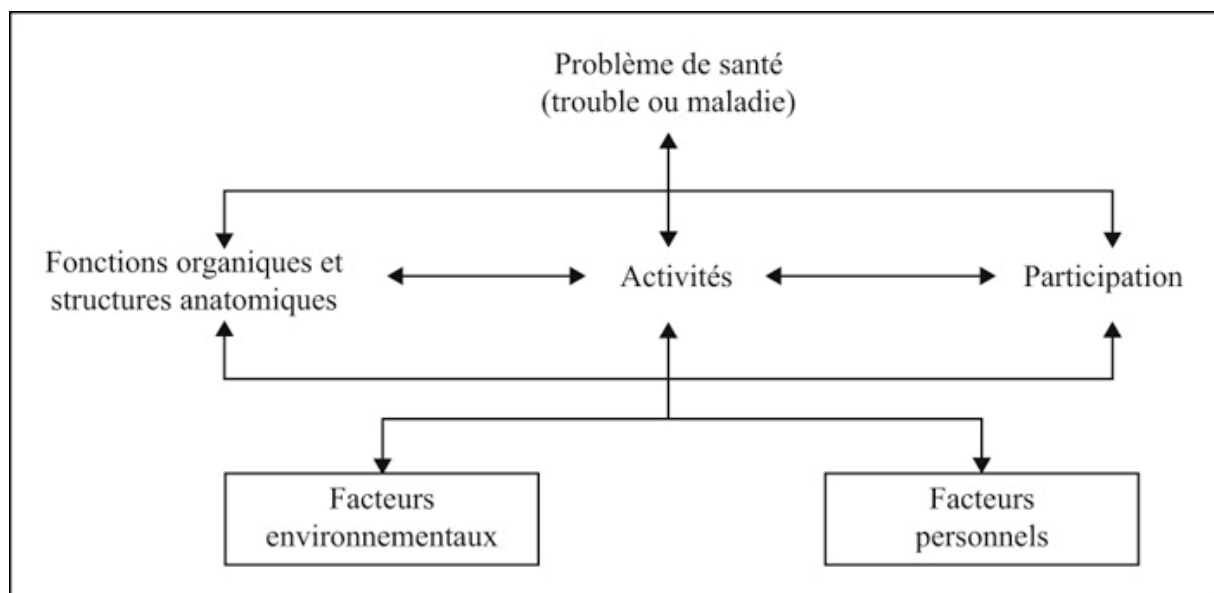 Problème de santé
(trouble ou maladie)
Fonctions organiques et
structures anatomiques
Activités
Participation
Facteurs
environnementaux
Facteurs
personnels